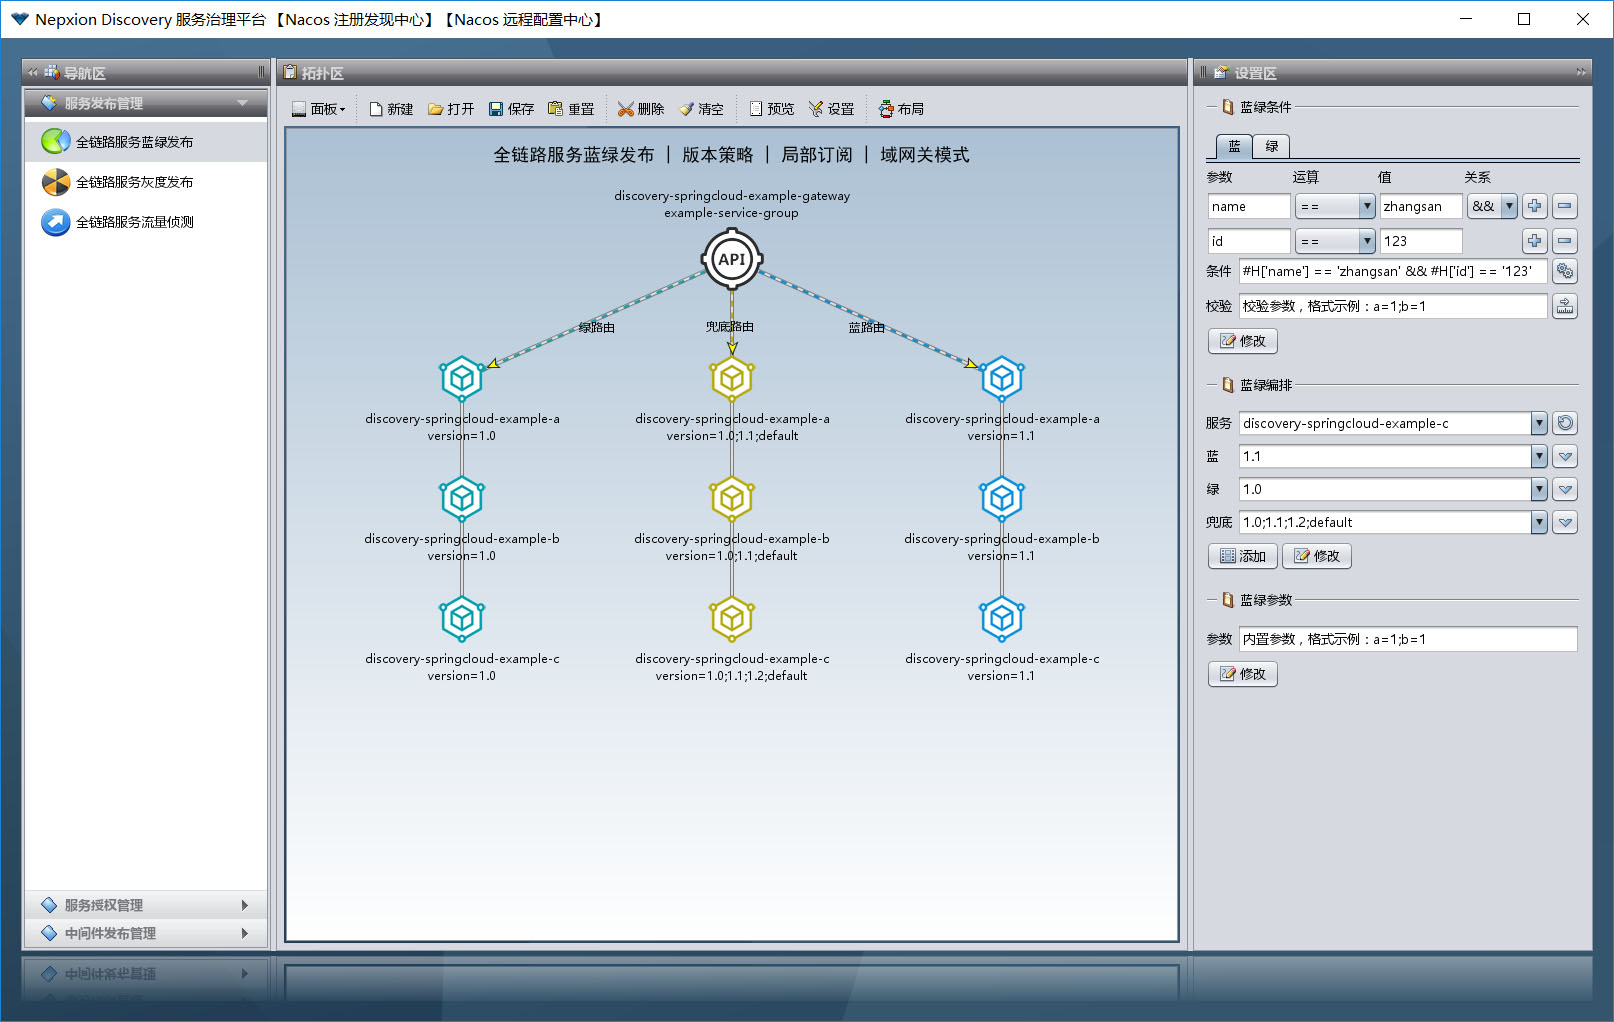 Nepxion Discovery 服务治理平台 【Nacos 注册发现中心】【Nacos 远程配置中心】
导航区
服务发布管理
全链路服务蓝绿发布
全链路服务灰度发布
全链路服务流量侦测
服务授权管理
中间件发布管理
中间件发布管理
拓扑区
面板 新建 打开 保存 重置 删除 清空 预览 设置 布局
全链路服务蓝绿发布 | 版本策略 | 局部订阅 | 域网关模式
discovery-springcloud-example-gateway
example-service-group
API
绿路由 兜底路由 蓝路由
discovery-springcloud-example-a discovery-springcloud-example-a discovery-springcloud-example-a
version=1.0 version=1.0;1.1;default version=1.1
discovery-springcloud-example-b discovery-springcloud-example-b discovery-springcloud-example-b
version=1.0 version=1.0;1.1;default version=1.1
discovery-springcloud-example-c discovery-springcloud-example-c discovery-springcloud-example-c
version=1.0 version=1.0;1.1;1.2;default version=1.1
设置区
蓝绿条件
蓝 绿
参数 运算 值 关系
name == zhangsan &&
id == 123
条件 #H['name'] == 'zhangsan' && #H['id'] == '123'
校验 校验参数，格式示例：a=1;b=1
修改
蓝绿编排
服务 discovery-springcloud-example-c
蓝 1.1
绿 1.0
兜底 1.0;1.1;1.2;default
添加 修改
蓝绿参数
参数 内置参数，格式示例：a=1;b=1
修改